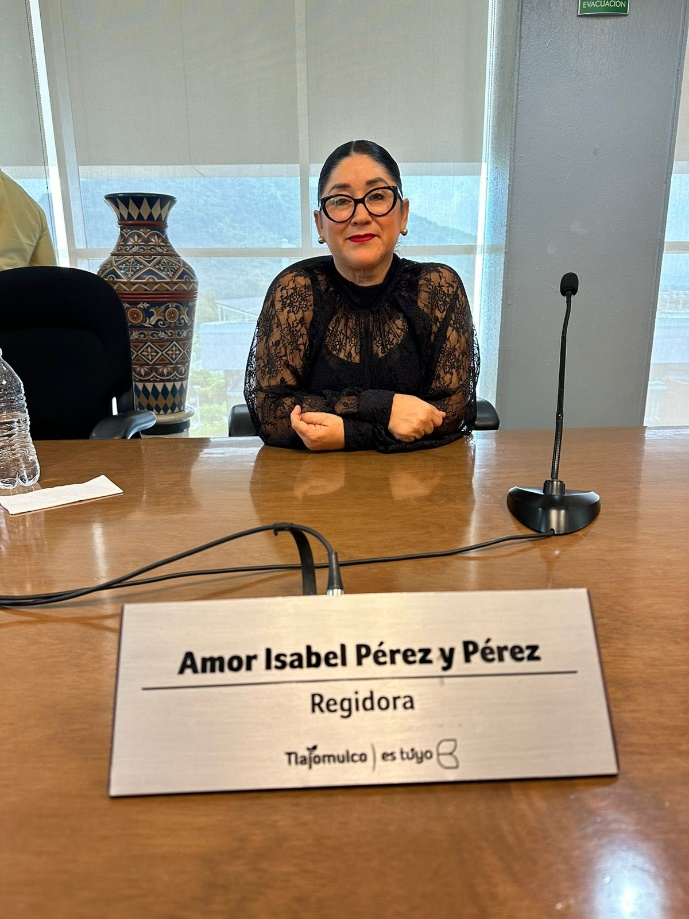 EVACUACIÓN
Amor Isabel Pérez y Pérez
Regidora
Tlajomulco es tuyo